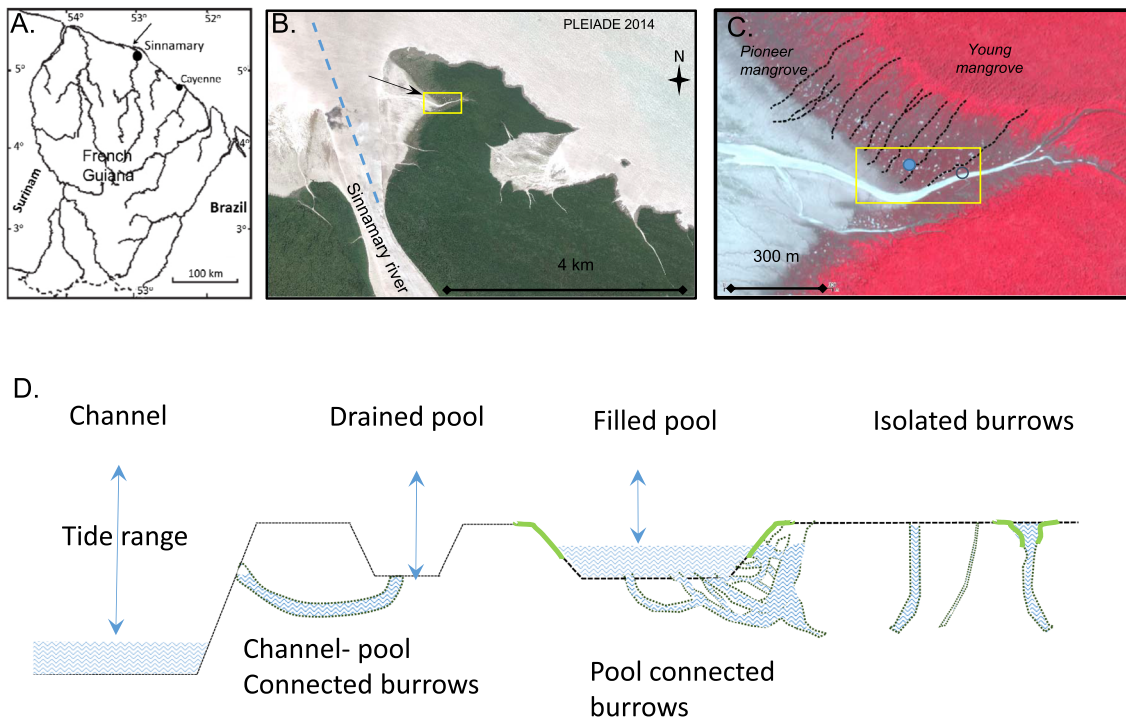 A.
54°
53°
52°
Sinnamary
Cayenne
5°
5°
4°
4°
French
Guiana
Surinam
Brazil
3°
3°
100 km
53°
B.
PLEIADE 2014
N
Sinnamary river
4 km
C.
Pioneer
mangrove
Young
mangrove
300 m
D.
Channel
Drained pool
Filled pool
Isolated burrows
Tide range
Channel- pool
Connected burrows
Pool connected
burrows